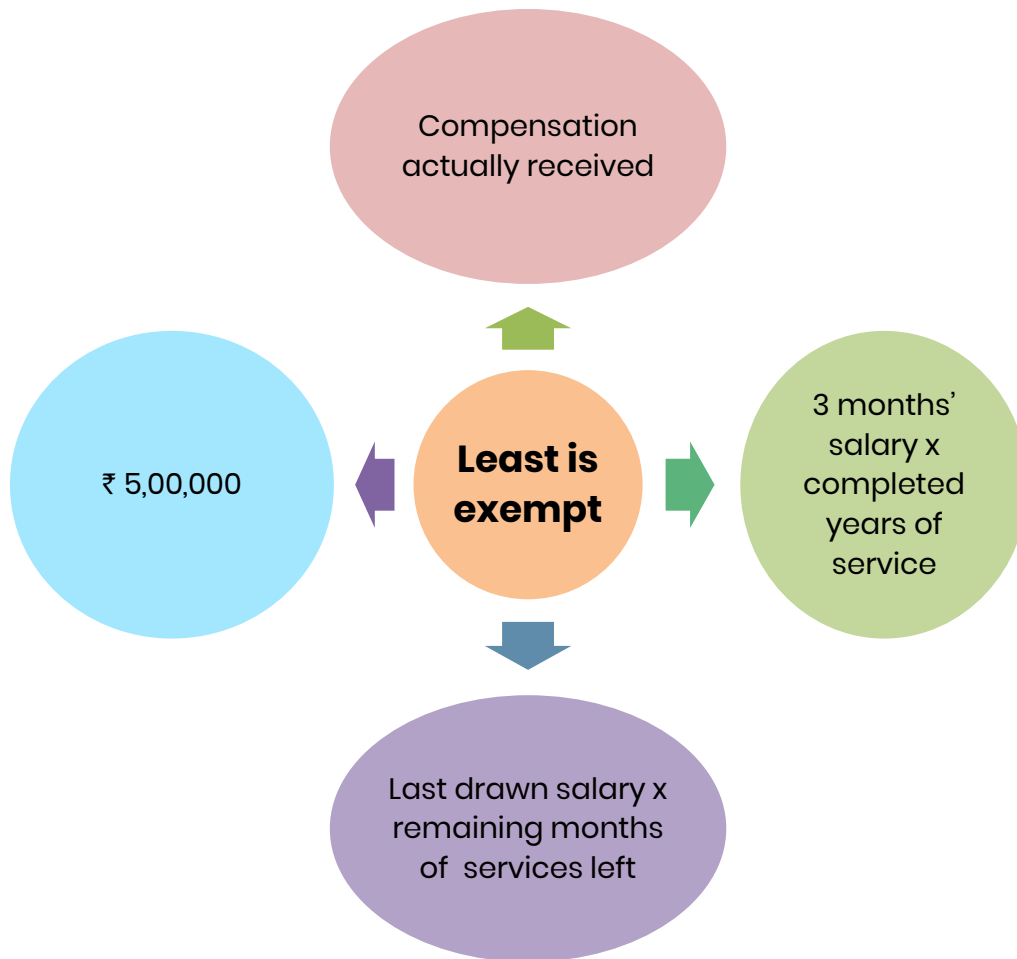 Compensation
actually received
₹ 5,00,000
Least is
exempt
3 months’
salary x
completed
years of
service
Last drawn salary x
remaining months
of services left